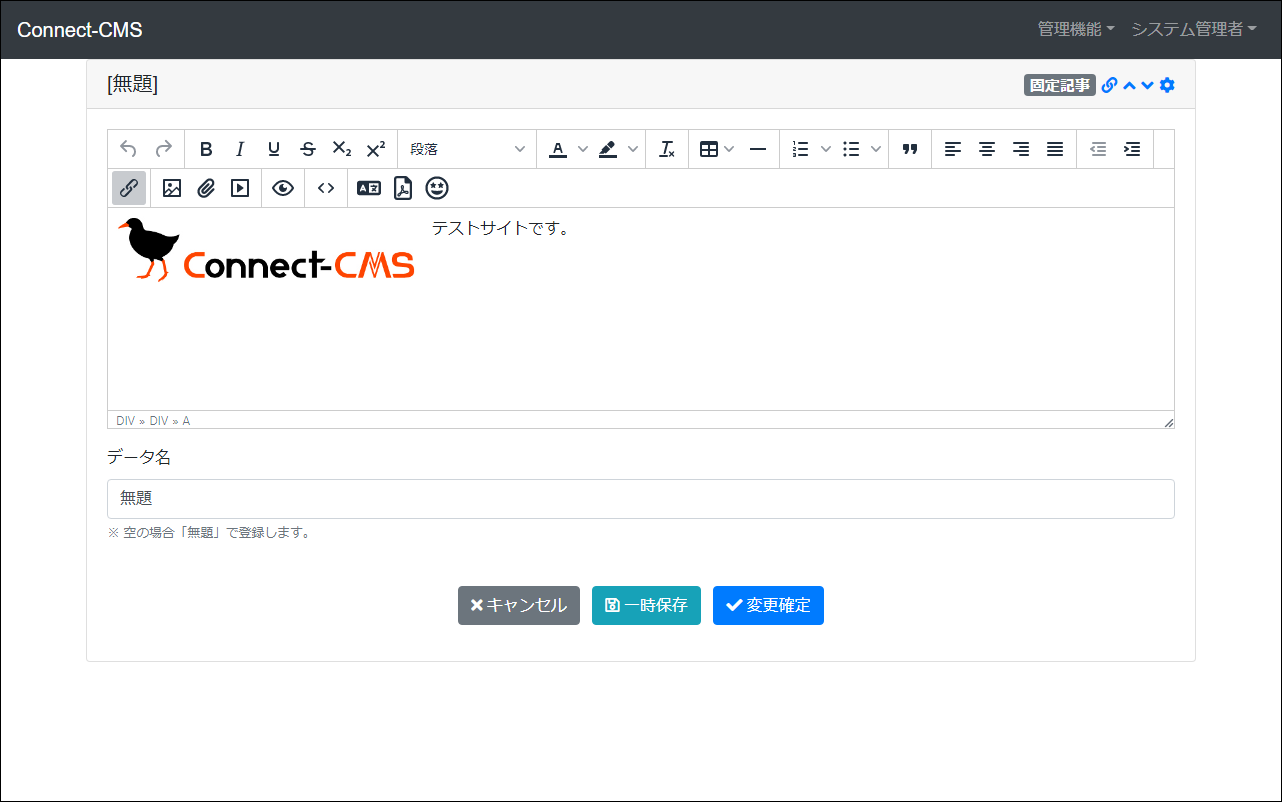 Connect-CMS 管理機能 システム管理者
[無題] 固定記事
B I U S X₂ X² 段落 A
Connect-CMS テストサイトです。
DIV » DIV » A
データ名
無題
※ 空の場合「無題」で登録します。
キャンセル 一時保存 変更確定